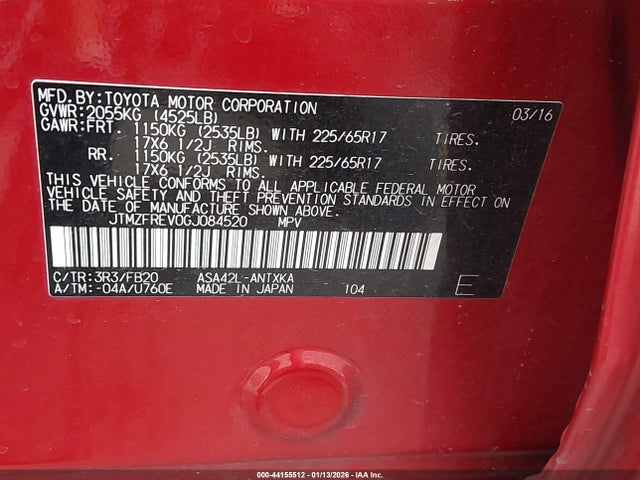 MFD.BY:TOYOTA MOTOR CORPORATION 03/16
GVWR:2055KG (4525LB)
GAWR:FRT. 1150KG (2535LB) WITH 225/65R17 TIRES.
17X6 1/2J RIMS.
RR. 1150KG (2535LB) WITH 225/65R17 TIRES.
17X6 1/2J RIMS.
THIS VEHICLE CONFORMS TO ALL APPLICABLE FEDERAL MOTOR
VEHICLE SAFETY AND THEFT PREVENTION STANDARDS IN EFFECT ON
THE DATE OF MANUFACTURE SHOWN ABOVE.
JTMZFREV0GJ084520 MPV
C/TR:3R3/FB20 ASA42L-ANTXKA
A/TM:-04A/U760E MADE IN JAPAN 104 E
000-44155512 | 01/13/2026 | IAA Inc.